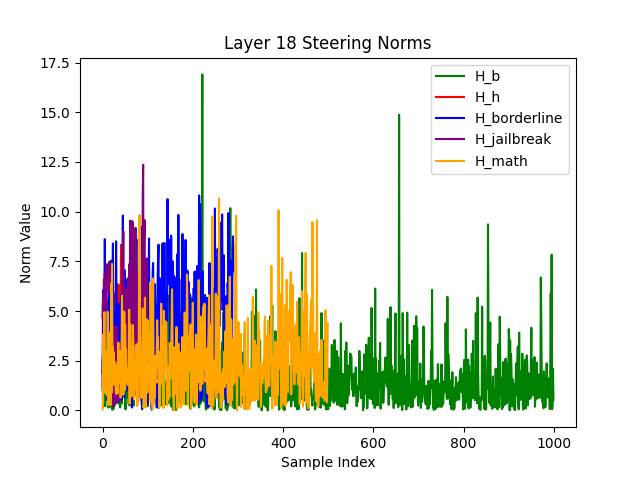 Layer 18 Steering Norms
17.5
15.0
12.5
10.0
7.5
5.0
2.5
0.0
Norm Value
H_b
H_h
H_borderline
H_jailbreak
H_math
0 200 400 600 800 1000
Sample Index